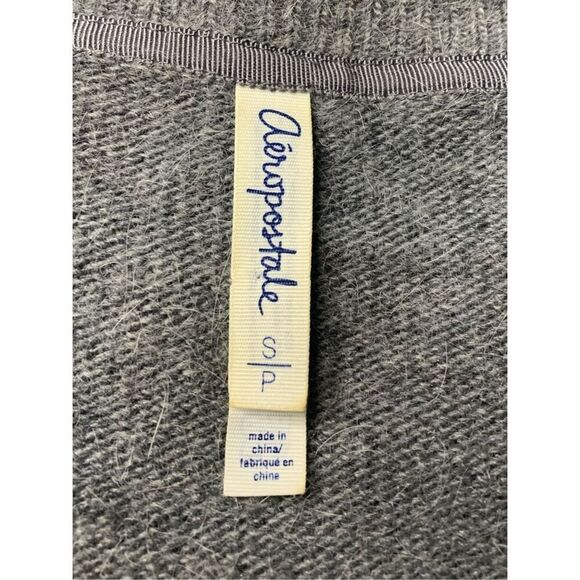 aéropostale s/p
made in
china/
fabriqué en
chine